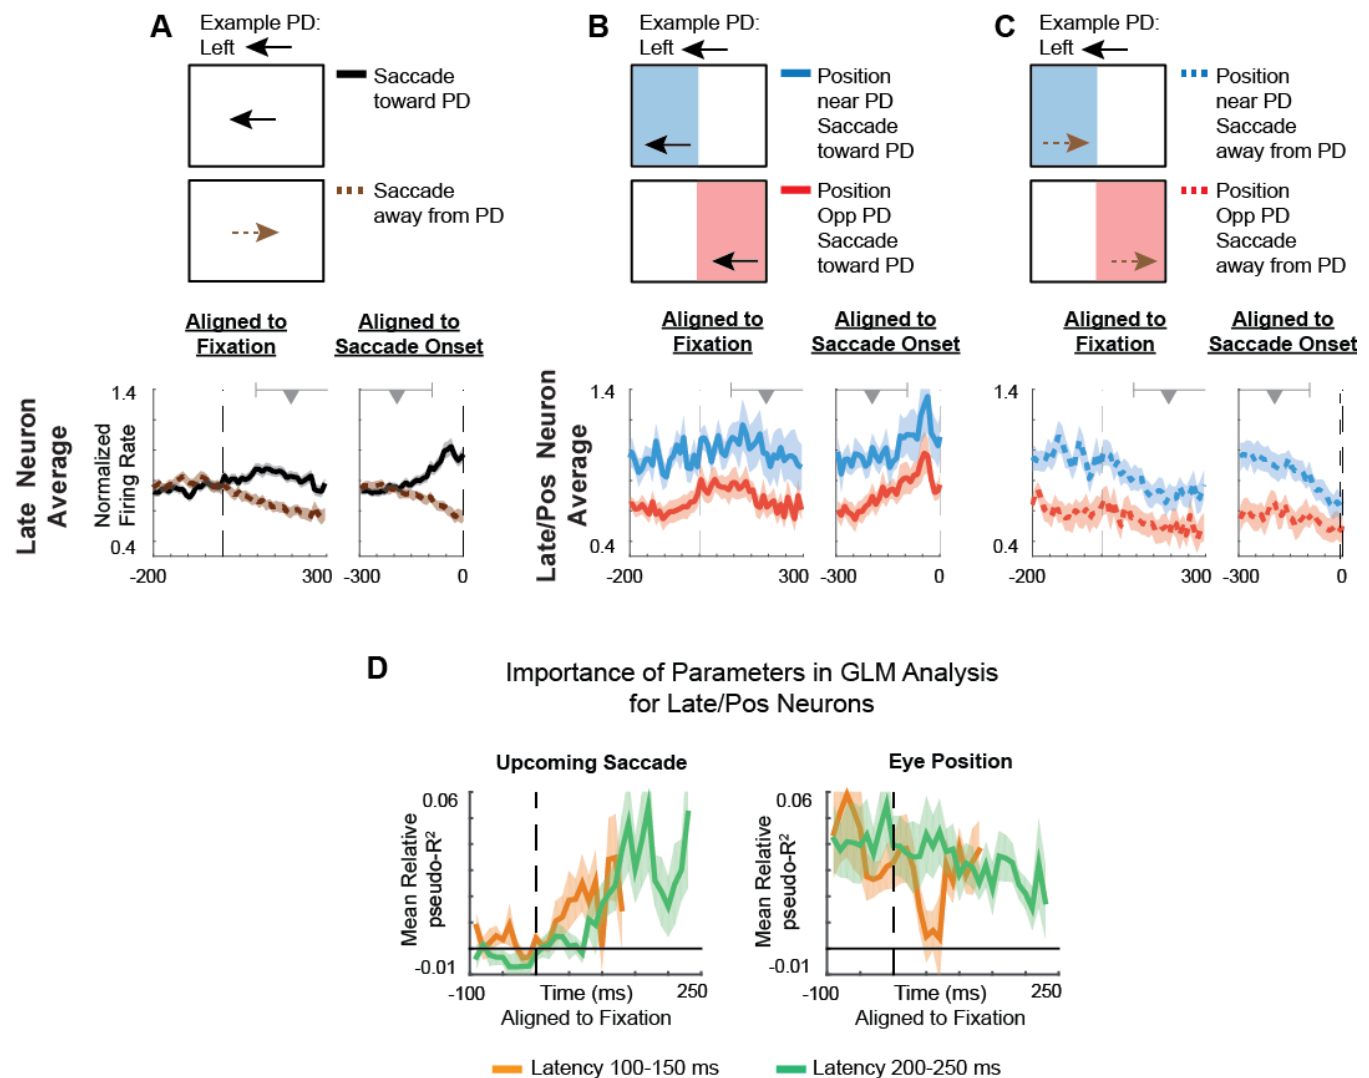 A
Example PD:
Left
Saccade
toward PD
Saccade
away from PD
B
Example PD:
Left
Position
near PD
Saccade
toward PD
Position
Opp PD
Saccade
toward PD
C
Example PD:
Left
Position
near PD
Saccade
away from PD
Position
Opp PD
Saccade
away from PD
Aligned to
Fixation
Aligned to
Saccade Onset
Aligned to
Fixation
Aligned to
Saccade Onset
Aligned to
Fixation
Aligned to
Saccade Onset
Late Neuron
Average
Normalized
Firing Rate
1.4
0.4
-200
300
-300
0
Late/Pos Neuron
Average
1.4
0.4
-200
300
-300
0
1.4
0.4
-200
300
-300
0
D
Importance of Parameters in GLM Analysis
for Late/Pos Neurons
Upcoming Saccade
Mean Relative
pseudo-R²
0.06
-0.01
-100
Time (ms)
250
Aligned to Fixation
Eye Position
Mean Relative
pseudo-R²
0.06
-0.01
-100
Time (ms)
250
Aligned to Fixation
Latency 100-150 ms
Latency 200-250 ms